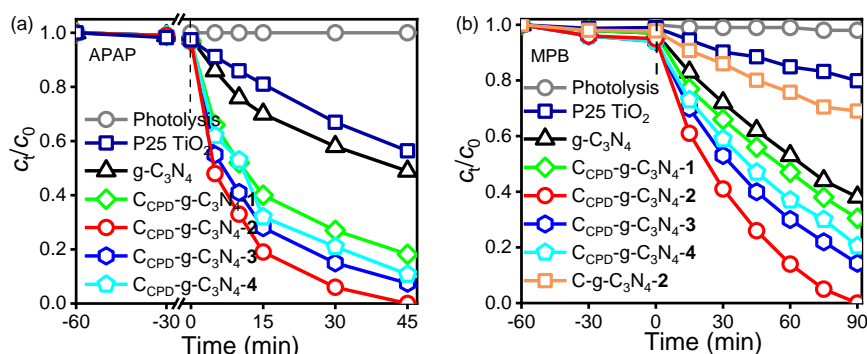 (a)
APAP
Photolysis
P25 TiO2
g-C3N4
CCPD-g-C3N4-1
CCPD-g-C3N4-2
CCPD-g-C3N4-3
CCPD-g-C3N4-4
ct/c0
1.0
0.8
0.6
0.4
0.2
0.0
-60 -30 0 15 30 45
Time (min)
(b)
MPB
Photolysis
P25 TiO2
g-C3N4
CCPD-g-C3N4-1
CCPD-g-C3N4-2
CCPD-g-C3N4-3
CCPD-g-C3N4-4
C-g-C3N4-2
ct/c0
1.0
0.8
0.6
0.4
0.2
0.0
-60 -30 0 30 60 90
Time (min)